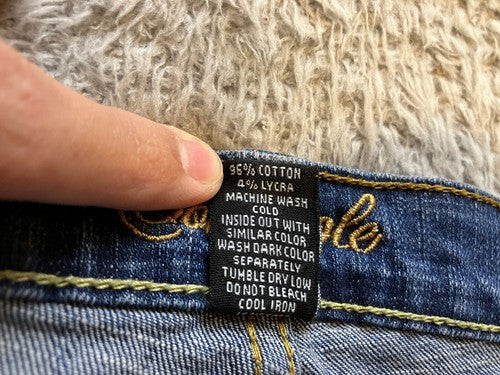 96% COTTON
4% LYCRA
MACHINE WASH
COLD
INSIDE OUT WITH
SIMILAR COLOR
WASH DARK COLOR
SEPARATELY
TUMBLE DRY LOW
DO NOT BLEACH
COOL IRON